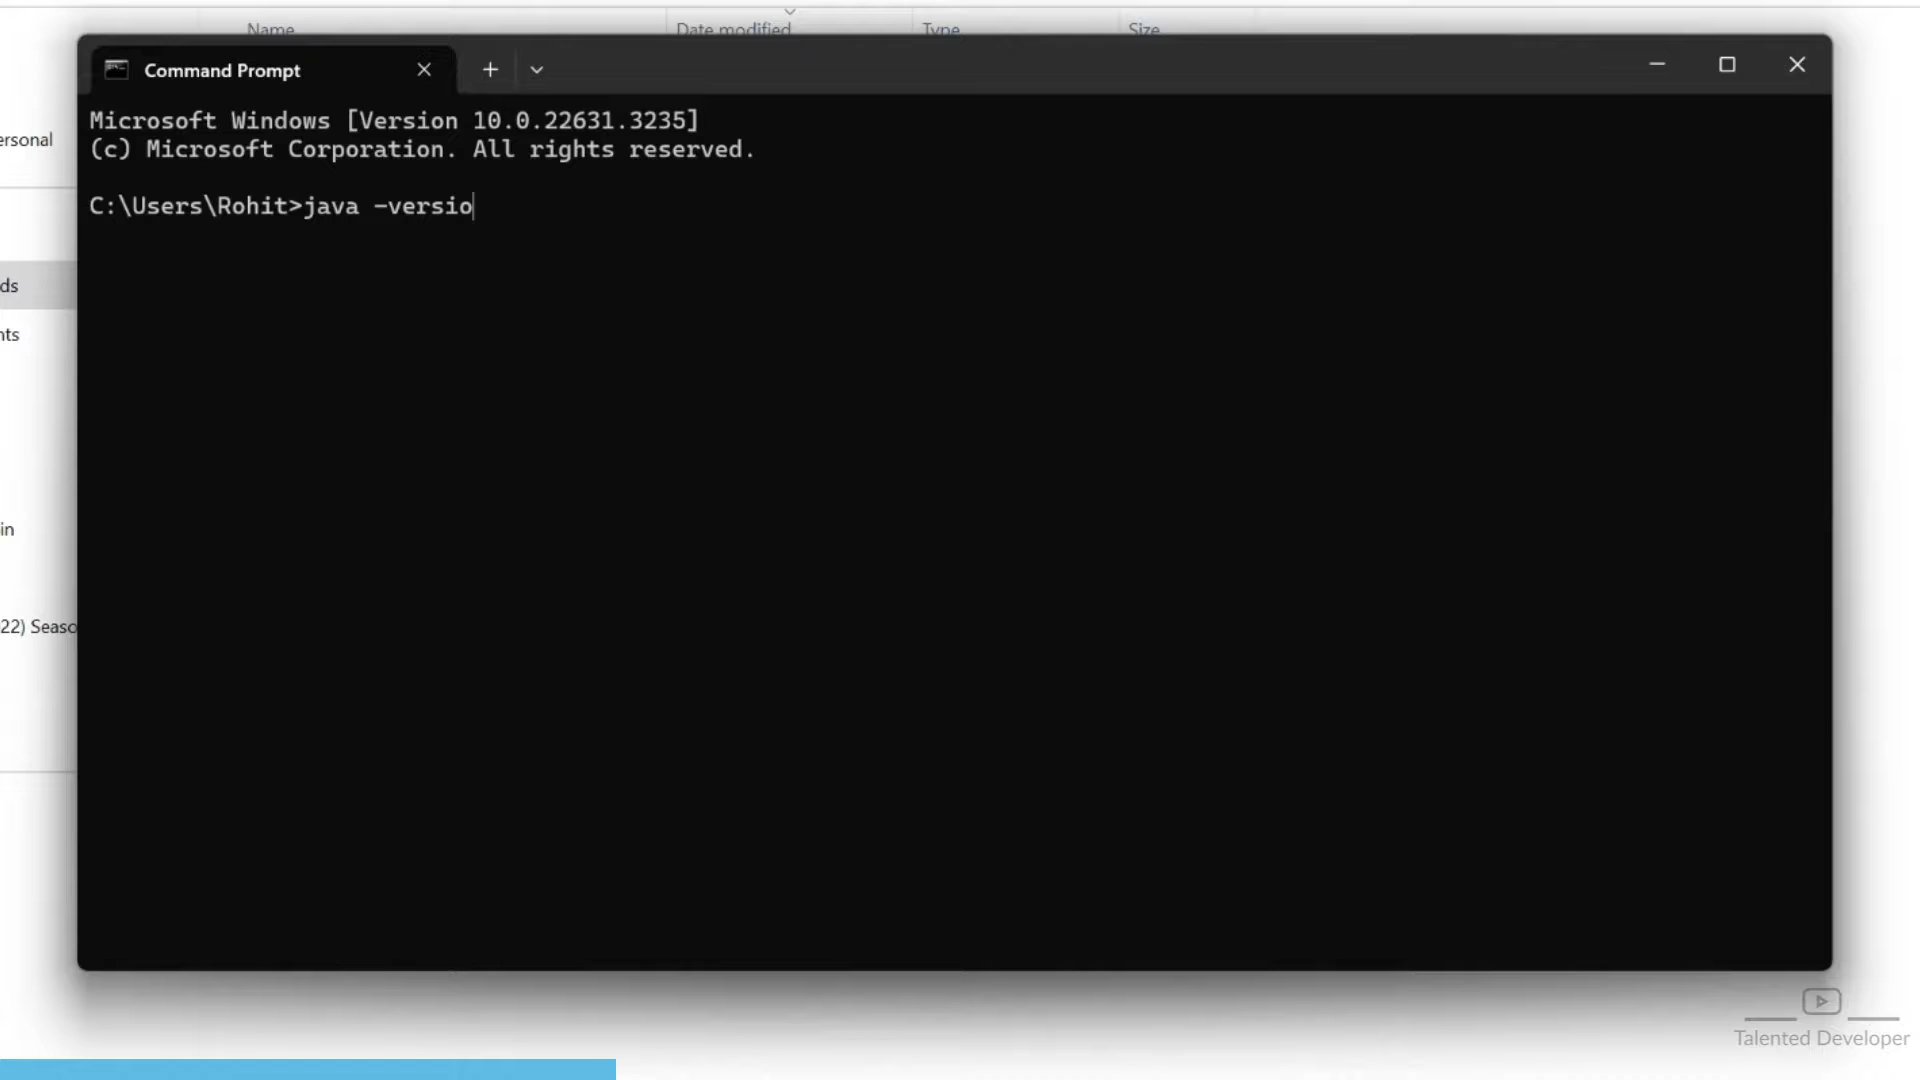 Name Date modified Type Size
Command Prompt
Microsoft Windows [Version 10.0.22631.3235]
(c) Microsoft Corporation. All rights reserved.
ersonal
C:\Users\Rohit>java -versio
ds
nts
in
22) Seaso
Talented Developer